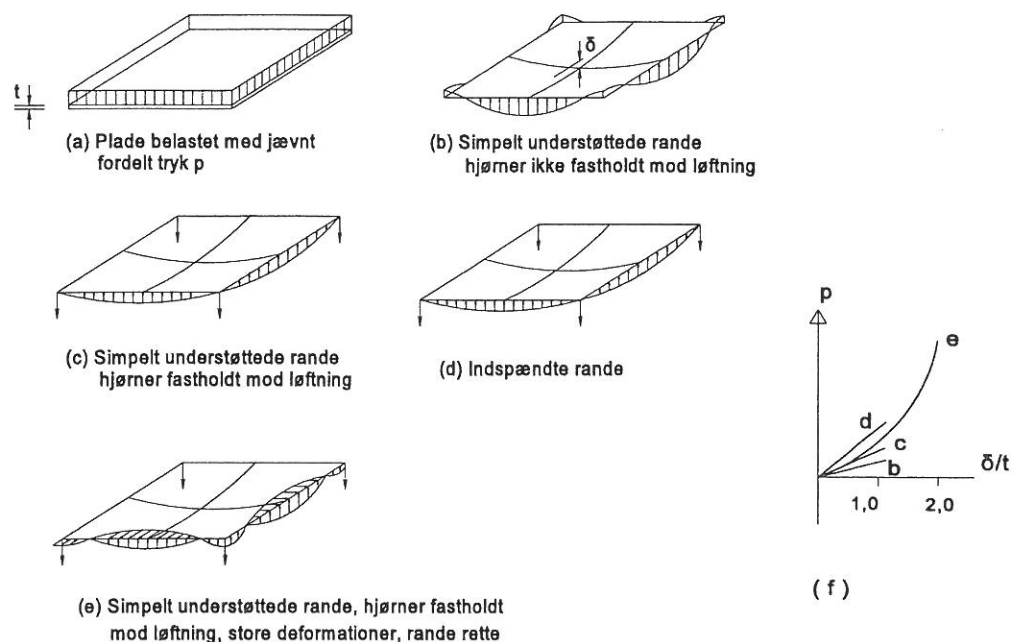 t
(a) Plade belastet med jævnt
fordelt tryk p
δ
(b) Simpelt understøttede rande
hjørner ikke fastholdt mod løftning
(c) Simpelt understøttede rande
hjørner fastholdt mod løftning
(d) Indspændte rande
p
e
d
c
b
δ/t
1,0
2,0
(f)
(e) Simpelt understøttede rande, hjørner fastholdt
mod løftning, store deformationer, rande rette